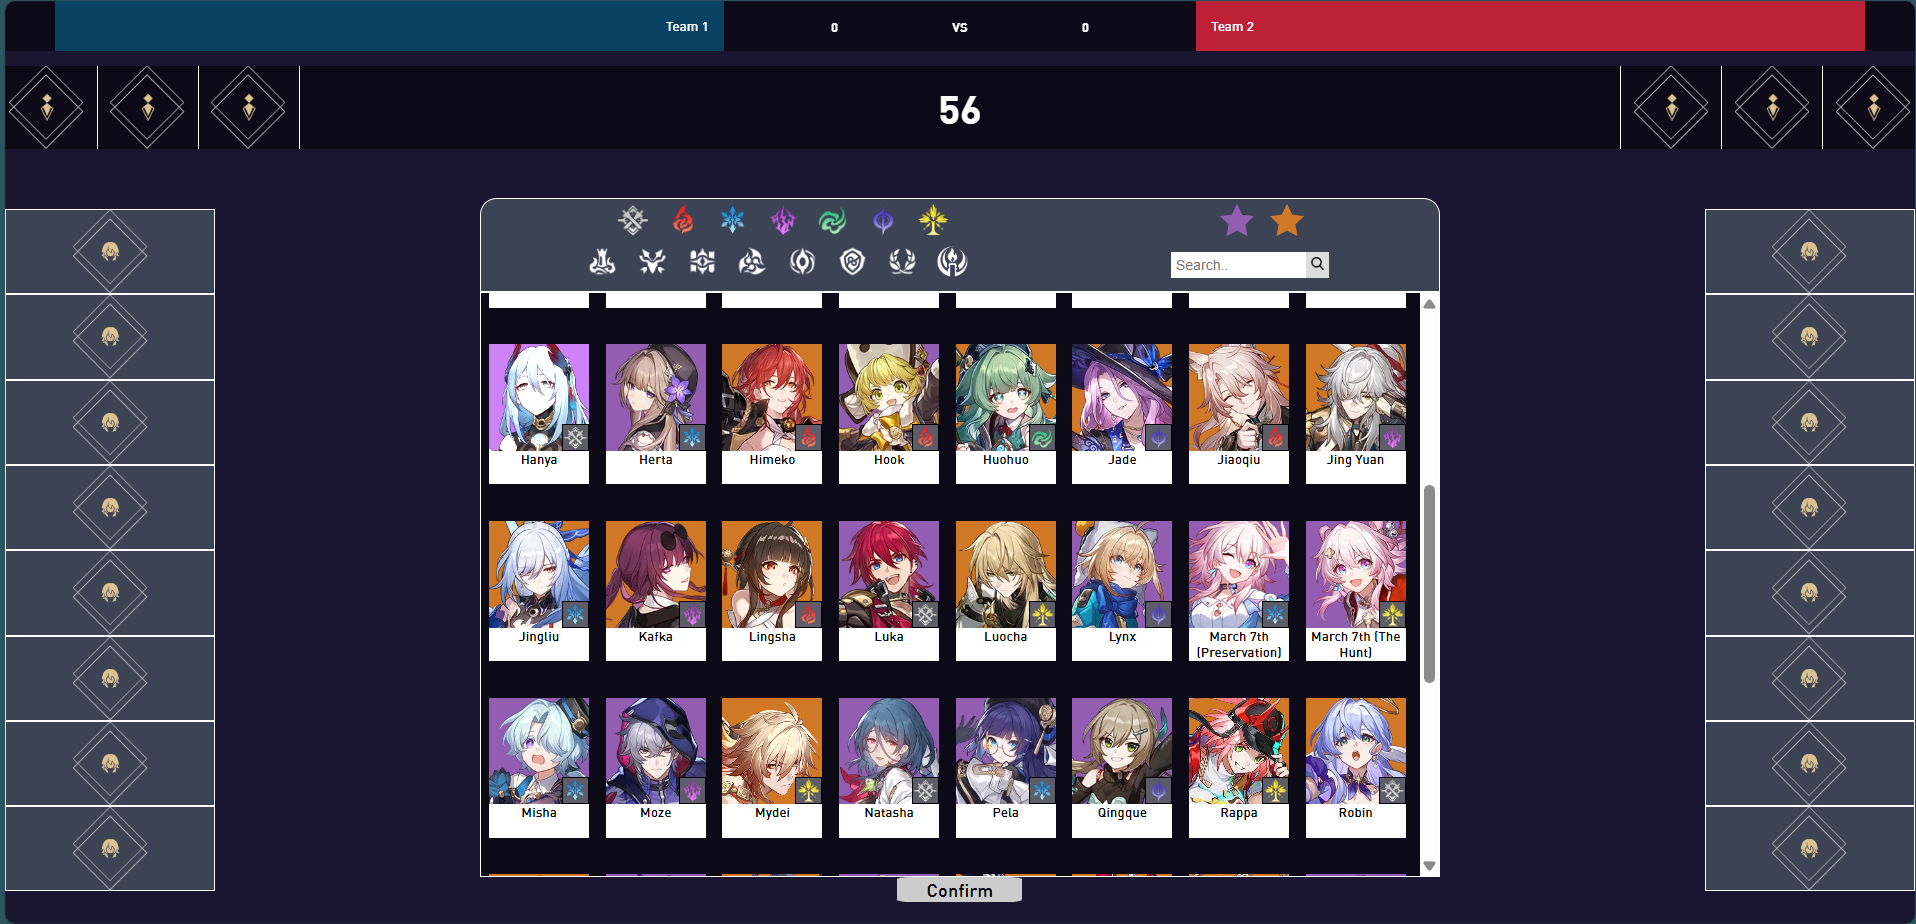 Team 1
0
VS
0
Team 2
56
Search..
Hanya
Herta
Himeko
Hook
Huohuo
Jade
Jiaoqiu
Jing Yuan
Jingliu
Kafka
Lingsha
Luka
Luocha
Lynx
March 7th
(Preservation)
March 7th (The
Hunt)
Misha
Moze
Mydei
Natasha
Pela
Qingque
Rappa
Robin
Confirm